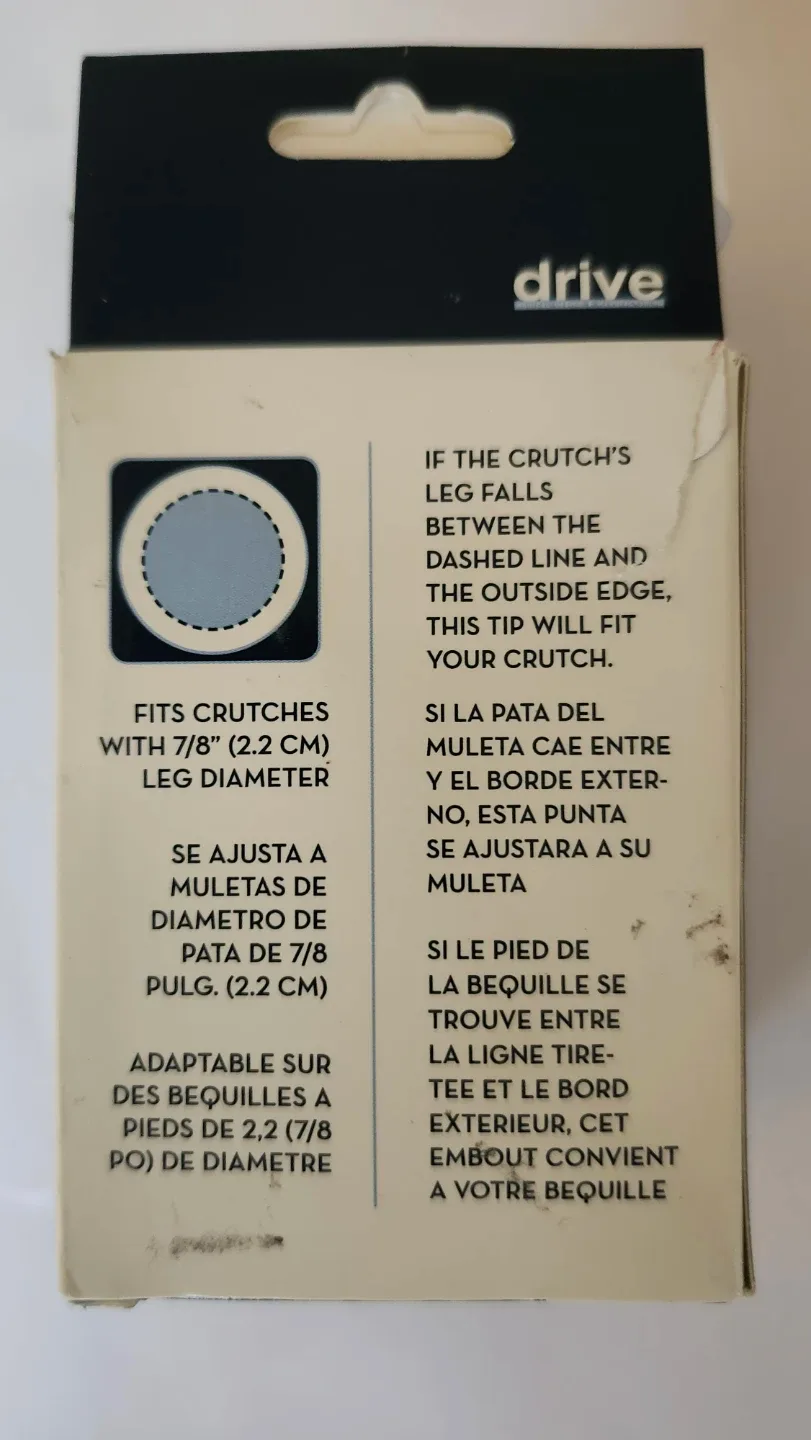 drive
FITS CRUTCHES
WITH 7/8" (2.2 CM)
LEG DIAMETER
SE AJUSTA A
MULETAS DE
DIAMETRO DE
PATA DE 7/8
PULG. (2.2 CM)
ADAPTABLE SUR
DES BEQUILLES A
PIEDS DE 2,2 (7/8
PO) DE DIAMETRE
IF THE CRUTCH'S
LEG FALLS
BETWEEN THE
DASHED LINE AND
THE OUTSIDE EDGE,
THIS TIP WILL FIT
YOUR CRUTCH.
SI LA PATA DEL
MULETA CAE ENTRE
Y EL BORDE EXTER-
NO, ESTA PUNTA
SE AJUSTARA A SU
MULETA
SI LE PIED DE
LA BEQUILLE SE
TROUVE ENTRE
LA LIGNE TIRE-
TEE ET LE BORD
EXTERIEUR, CET
EMBOUT CONVIENT
A VOTRE BEQUILLE